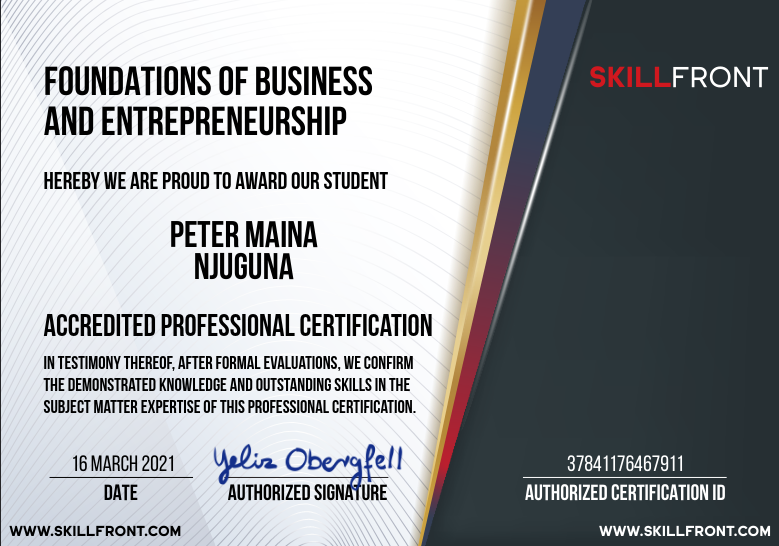 FOUNDATIONS OF BUSINESS
AND ENTREPRENEURSHIP
SKILLFRONT
HEREBY WE ARE PROUD TO AWARD OUR STUDENT
PETER MAINA
NJUGUNA
ACCREDITED PROFESSIONAL CERTIFICATION
IN TESTIMONY THEREOF, AFTER FORMAL EVALUATIONS, WE CONFIRM
THE DEMONSTRATED KNOWLEDGE AND OUTSTANDING SKILLS IN THE
SUBJECT MATTER EXPERTISE OF THIS PROFESSIONAL CERTIFICATION.
16 MARCH 2021
DATE
Yeliz Obergfell
AUTHORIZED SIGNATURE
37841176467911
AUTHORIZED CERTIFICATION ID
WWW.SKILLFRONT.COM
WWW.SKILLFRONT.COM